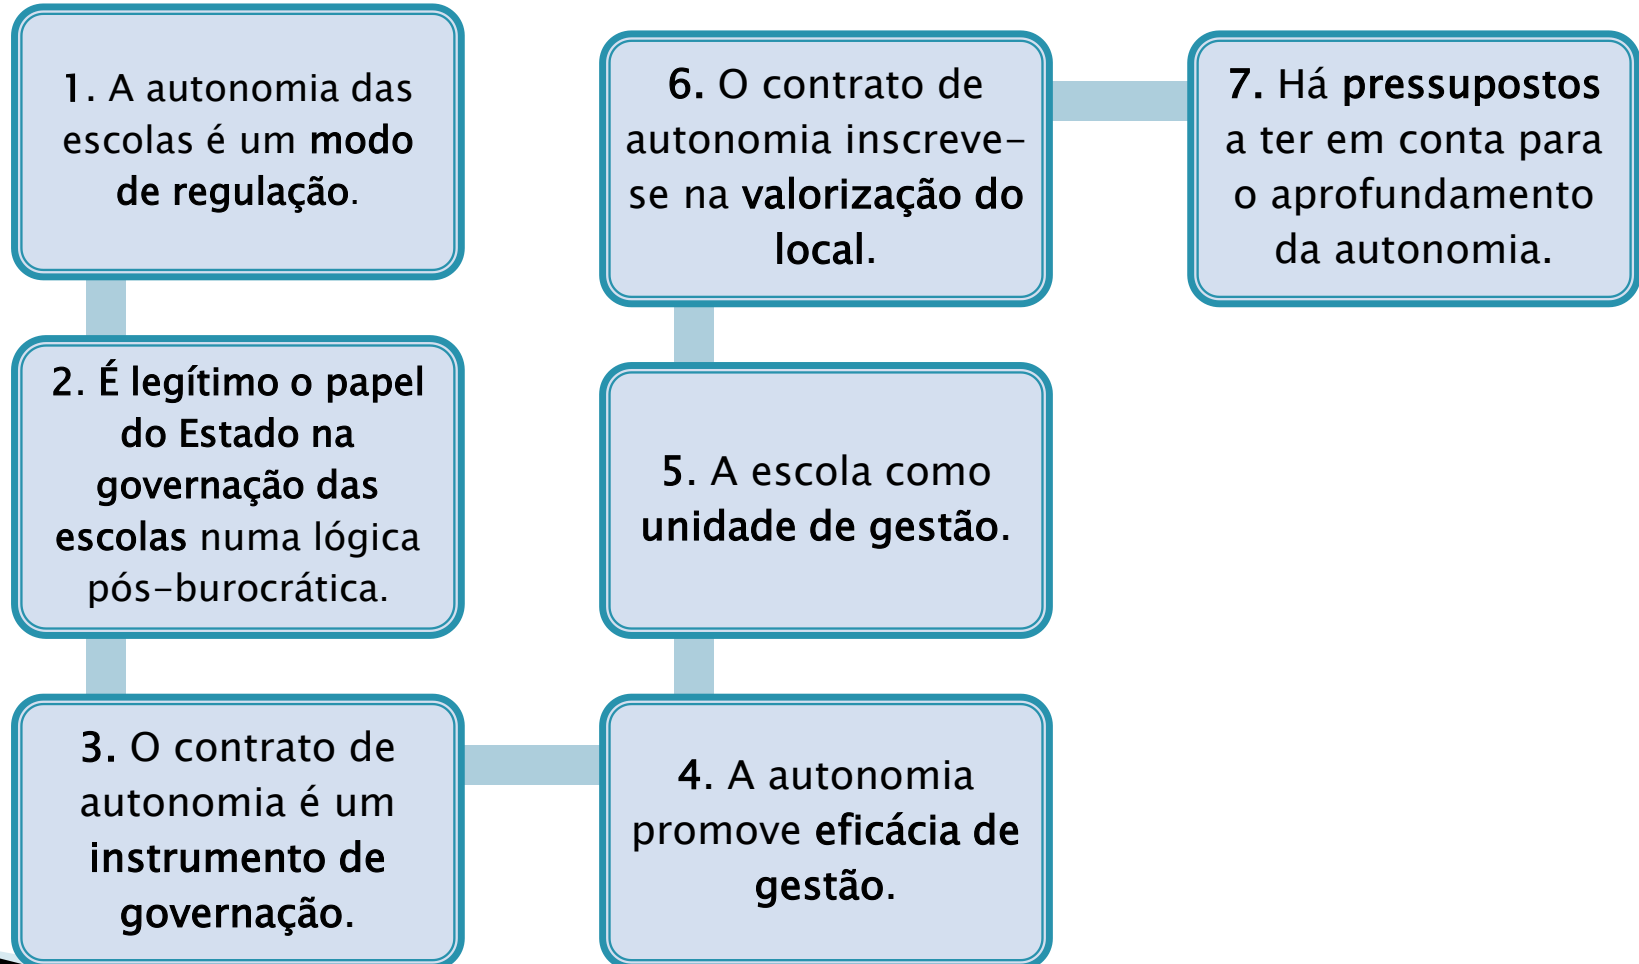 1. A autonomia das
escolas é um modo
de regulação.
2. É legítimo o papel
do Estado na
governação das
escolas numa lógica
pós-burocrática.
3. O contrato de
autonomia é um
instrumento de
governação.
4. A autonomia
promove eficácia de
gestão.
5. A escola como
unidade de gestão.
6. O contrato de
autonomia inscreve-
se na valorização do
local.
7. Há pressupostos
a ter em conta para
o aprofundamento
da autonomia.